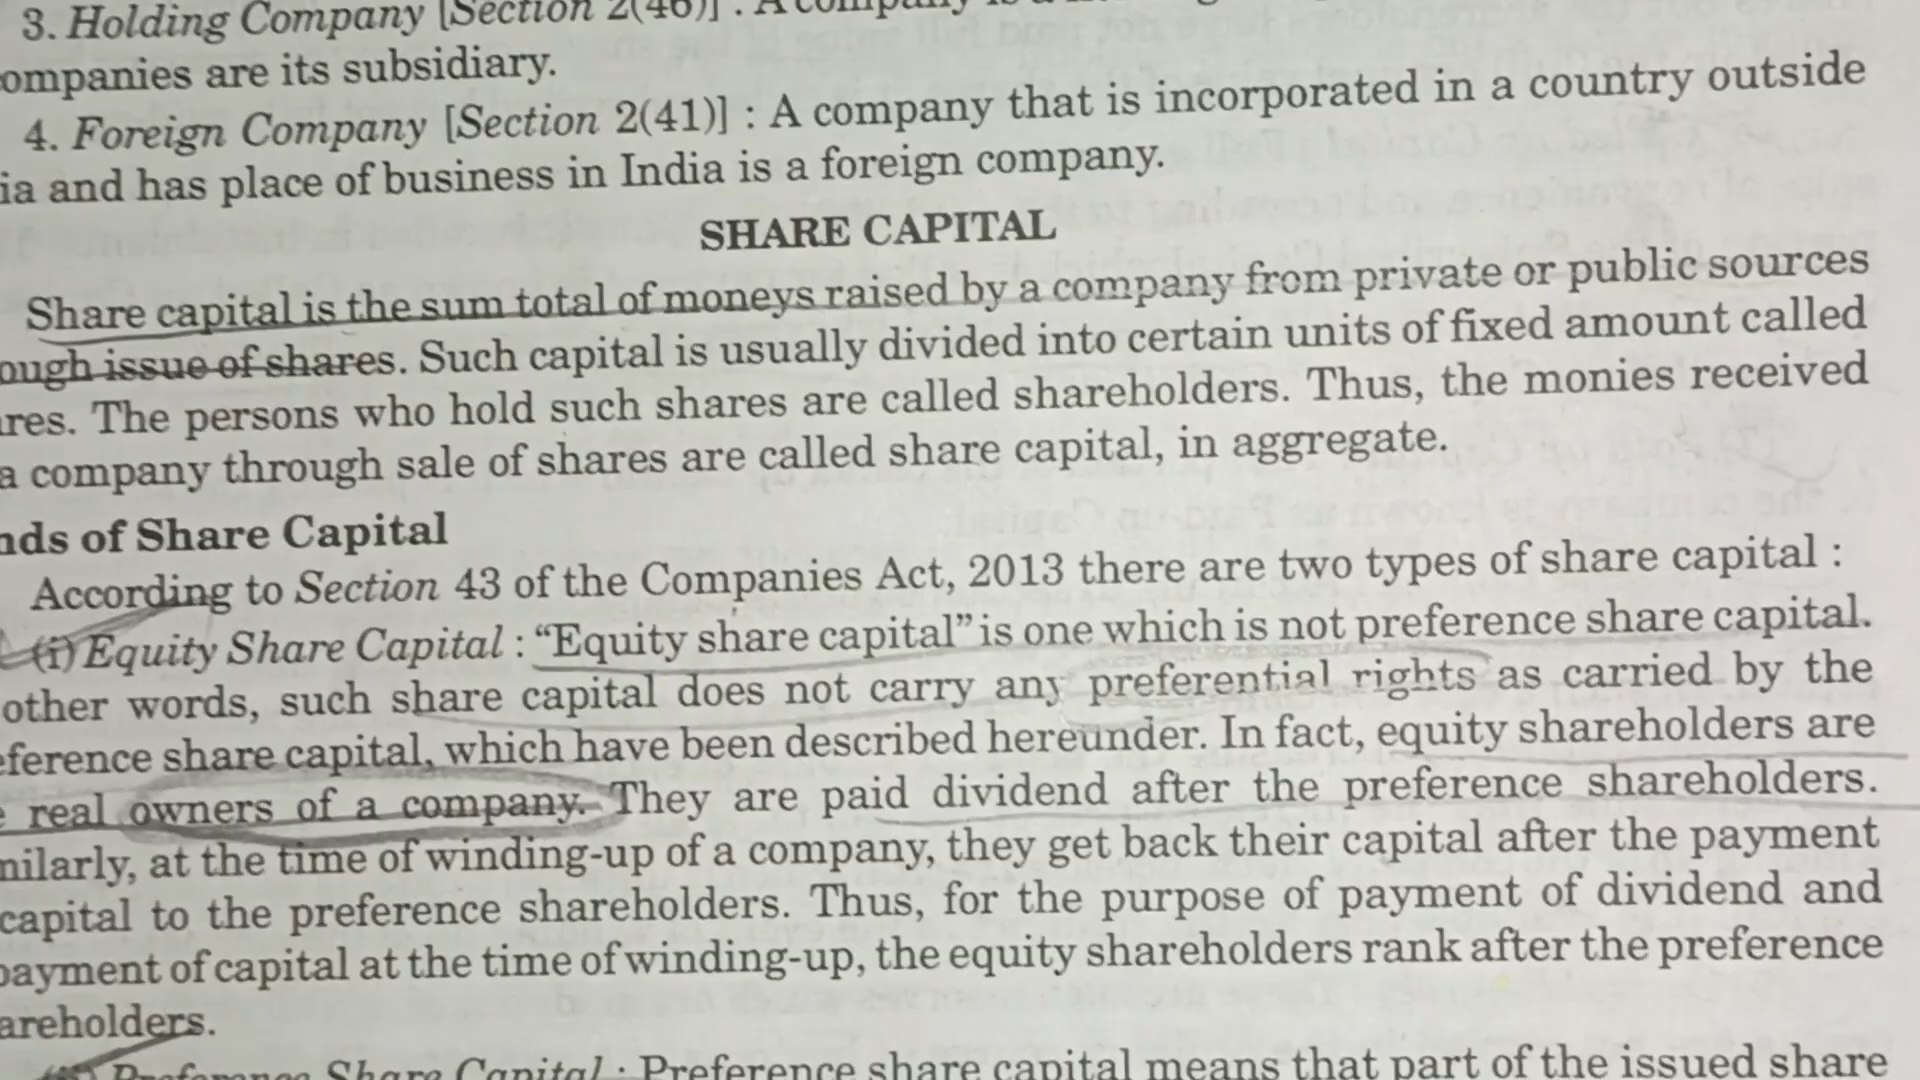 3. Holding Company [Section 2(46)] : A company is a
ompanies are its subsidiary.
4. Foreign Company [Section 2(41)] : A company that is incorporated in a country outside
ia and has place of business in India is a foreign company.
SHARE CAPITAL
Share capital is the sum total of moneys raised by a company from private or public sources
ough issue of shares. Such capital is usually divided into certain units of fixed amount called
res. The persons who hold such shares are called shareholders. Thus, the monies received
a company through sale of shares are called share capital, in aggregate.
nds of Share Capital
According to Section 43 of the Companies Act, 2013 there are two types of share capital :
(i) Equity Share Capital : “Equity share capital” is one which is not preference share capital.
other words, such share capital does not carry any preferential rights as carried by the
eference share capital, which have been described hereunder. In fact, equity shareholders are
e real owners of a company. They are paid dividend after the preference shareholders.
milarly, at the time of winding-up of a company, they get back their capital after the payment
capital to the preference shareholders. Thus, for the purpose of payment of dividend and
payment of capital at the time of winding-up, the equity shareholders rank after the preference
areholders.
Preference Share Capital : Preference share capital means that part of the issued share